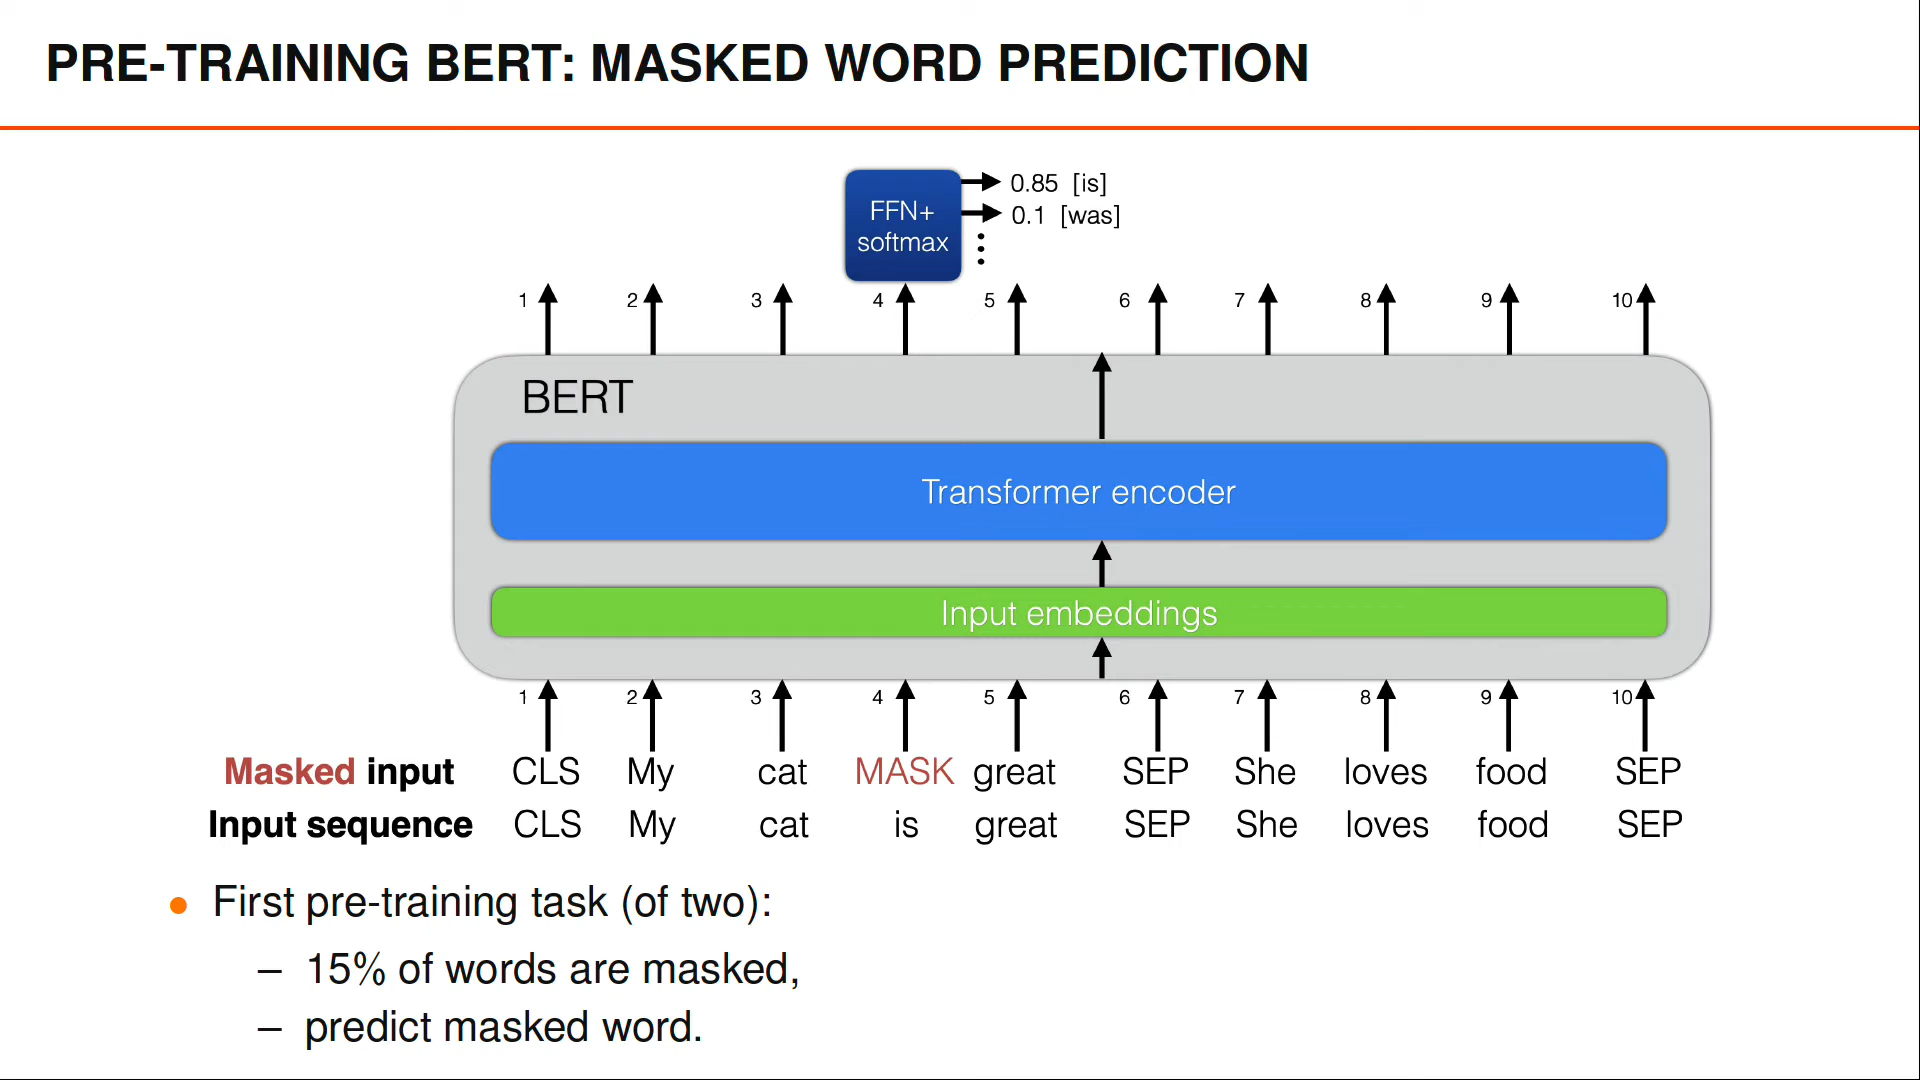 PRE-TRAINING BERT: MASKED WORD PREDICTION
FFN+
softmax
0.85 [is]
0.1 [was]
1 2 3 4 5 6 7 8 9 10
BERT
Transformer encoder
Input embeddings
1 2 3 4 5 6 7 8 9 10
Masked input CLS My cat MASK great SEP She loves food SEP
Input sequence CLS My cat is great SEP She loves food SEP
• First pre-training task (of two):
– 15% of words are masked,
– predict masked word.